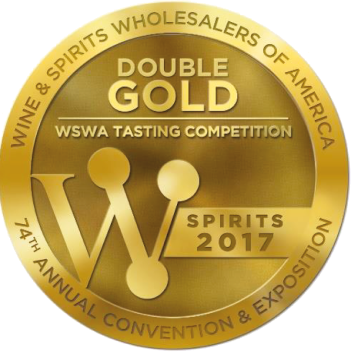 WINE & SPIRITS WHOLESALERS OF AMERICA
DOUBLE
GOLD
WSWA TASTING COMPETITION
W
SPIRITS
2017
74TH ANNUAL CONVENTION & EXPOSITION